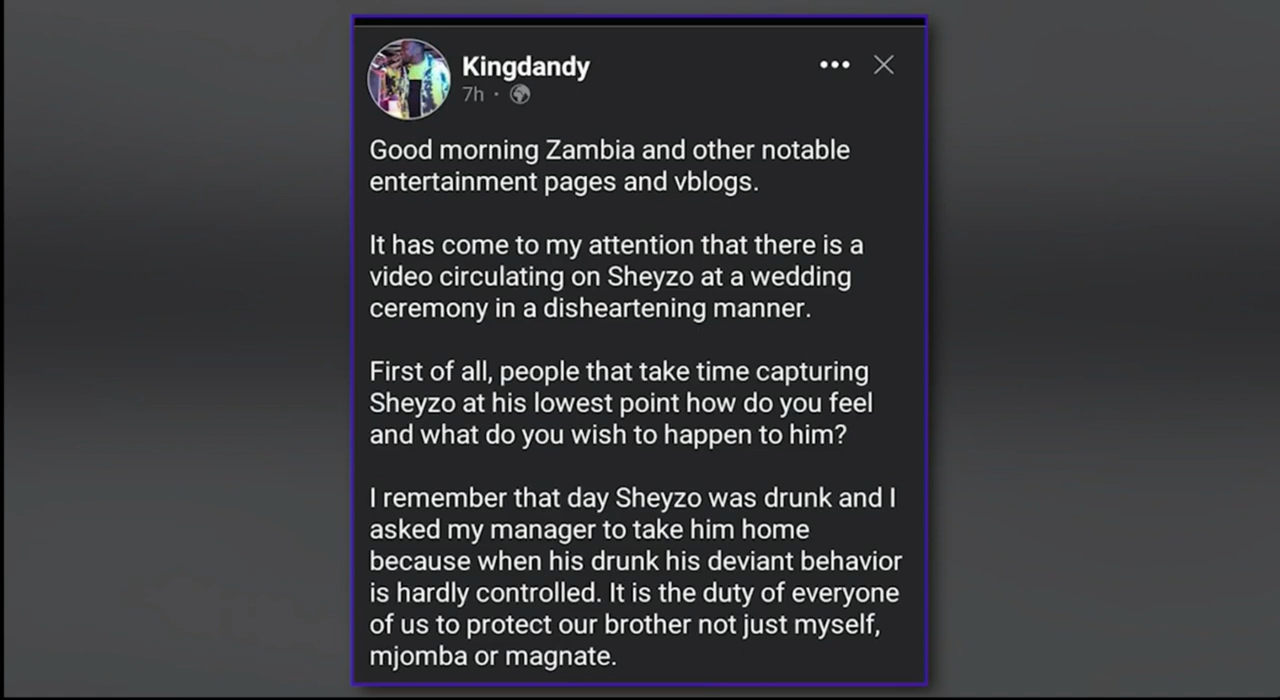 Kingdandy
7h ·
Good morning Zambia and other notable
entertainment pages and vblogs.
It has come to my attention that there is a
video circulating on Sheyzo at a wedding
ceremony in a disheartening manner.
First of all, people that take time capturing
Sheyzo at his lowest point how do you feel
and what do you wish to happen to him?
I remember that day Sheyzo was drunk and I
asked my manager to take him home
because when his drunk his deviant behavior
is hardly controlled. It is the duty of everyone
of us to protect our brother not just myself,
mjomba or magnate.